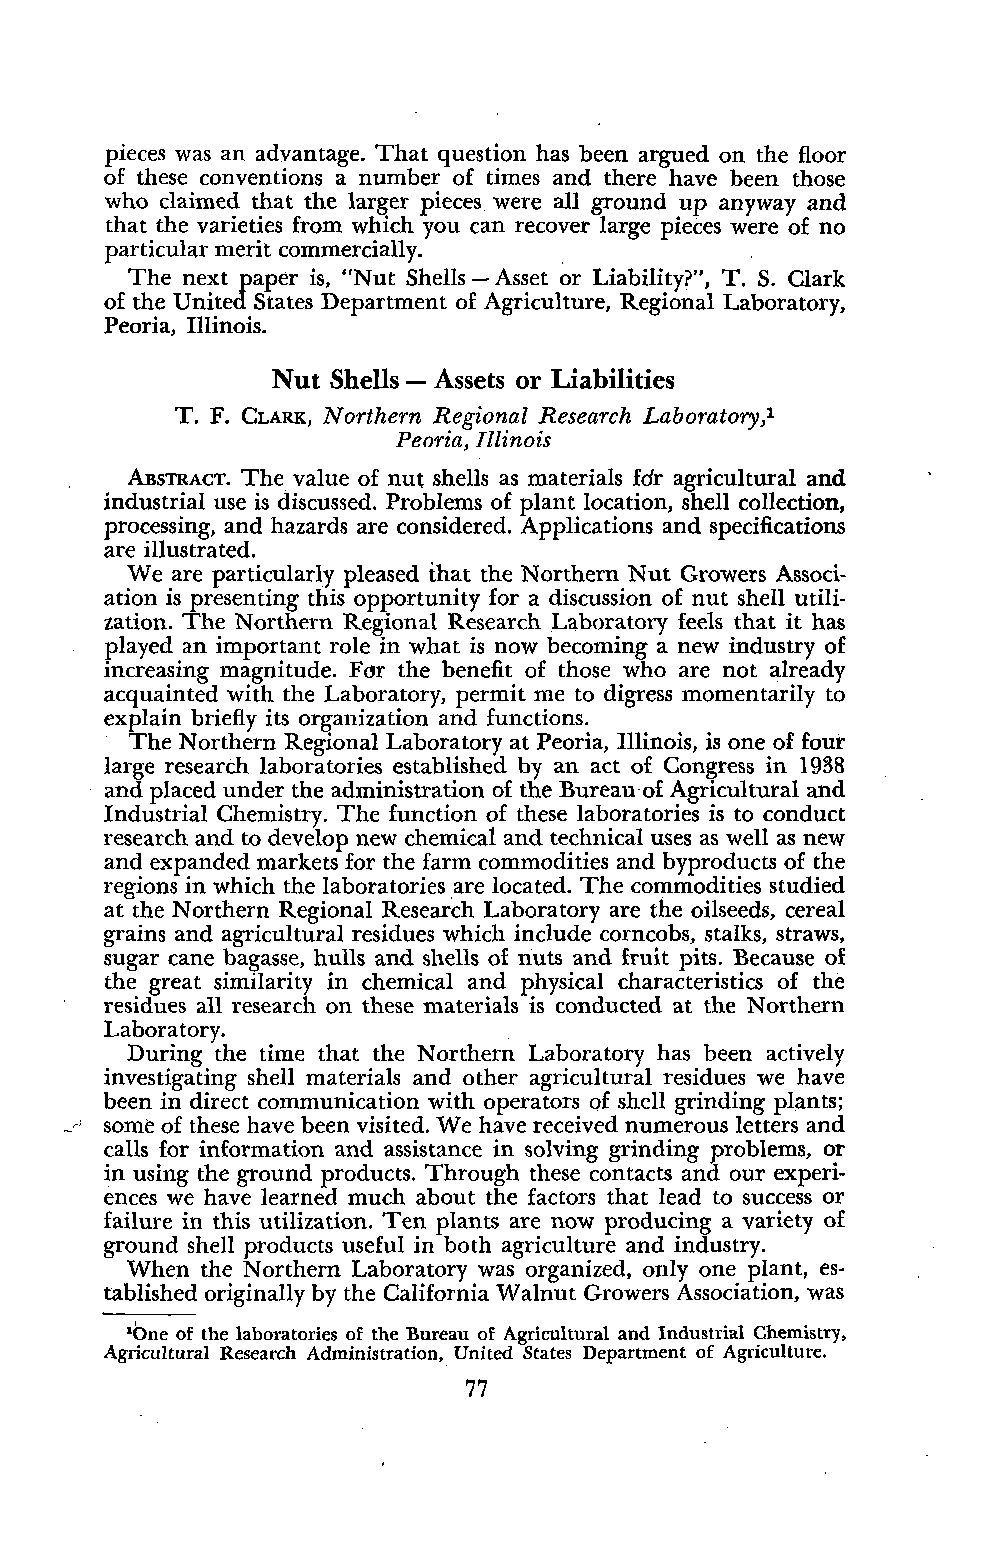 pieces was an advantage. That question has been argued on the floor
of these conventions a number of times and there have been those
who claimed that the larger pieces were all ground up anyway and
that the varieties from which you can recover large pieces were of no
particular merit commercially.
The next paper is, "Nut Shells — Asset or Liability?", T. S. Clark
of the United States Department of Agriculture, Regional Laboratory,
Peoria, Illinois.
Nut Shells — Assets or Liabilities
T. F. CLARK, Northern Regional Research Laboratory,¹
Peoria, Illinois
ABSTRACT. The value of nut shells as materials for agricultural and
industrial use is discussed. Problems of plant location, shell collection,
processing, and hazards are considered. Applications and specifications
are illustrated.
We are particularly pleased that the Northern Nut Growers Associ-
ation is presenting this opportunity for a discussion of nut shell utili-
zation. The Northern Regional Research Laboratory feels that it has
played an important role in what is now becoming a new industry of
increasing magnitude. For the benefit of those who are not already
acquainted with the Laboratory, permit me to digress momentarily to
explain briefly its organization and functions.
The Northern Regional Laboratory at Peoria, Illinois, is one of four
large research laboratories established by an act of Congress in 1938
and placed under the administration of the Bureau of Agricultural and
Industrial Chemistry. The function of these laboratories is to conduct
research and to develop new chemical and technical uses as well as new
and expanded markets for the farm commodities and byproducts of the
regions in which the laboratories are located. The commodities studied
at the Northern Regional Research Laboratory are the oilseeds, cereal
grains and agricultural residues which include corncobs, stalks, straws,
sugar cane bagasse, hulls and shells of nuts and fruit pits. Because of
the great similarity in chemical and physical characteristics of the
residues all research on these materials is conducted at the Northern
Laboratory.
During the time that the Northern Laboratory has been actively
investigating shell materials and other agricultural residues we have
been in direct communication with operators of shell grinding plants;
some of these have been visited. We have received numerous letters and
calls for information and assistance in solving grinding problems, or
in using the ground products. Through these contacts and our experi-
ences we have learned much about the factors that lead to success or
failure in this utilization. Ten plants are now producing a variety of
ground shell products useful in both agriculture and industry.
When the Northern Laboratory was organized, only one plant, es-
tablished originally by the California Walnut Growers Association, was
¹One of the laboratories of the Bureau of Agricultural and Industrial Chemistry,
Agricultural Research Administration, United States Department of Agriculture.
77